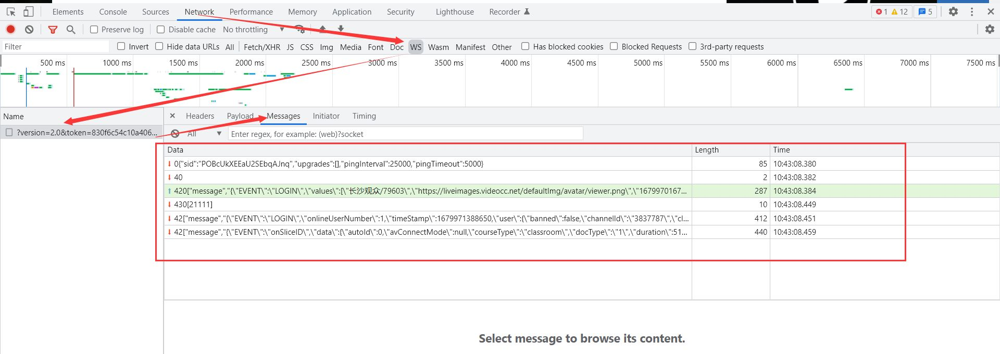 Elements Console Sources Network Performance Memory Application Security Lighthouse Recorder 1 12 5
Preserve log Disable cache No throttling
Filter Invert Hide data URLs All Fetch/XHR JS CSS Img Media Font Doc WS Wasm Manifest Other Has blocked cookies Blocked Requests 3rd-party requests
500 ms 1000 ms 1500 ms 2000 ms 2500 ms 3000 ms 3500 ms 4000 ms 4500 ms 5000 ms 5500 ms 6000 ms 6500 ms 7000 ms 7500 ms
Name
?version=2.0&token=830f6c54c10a406...
Headers Payload Messages Initiator Timing
All Enter regex, for example: (web)?socket
Data Length Time
0{"sid":"POBcUkXEEaU2SEbqAJnq","upgrades":[],"pingInterval":25000,"pingTimeout":5000} 85 10:43:08.380
40 2 10:43:08.382
420["message","{\"EVENT\":\"LOGIN\",\"values\":[\"长沙观众/79603\",\"https://liveimages.videocc.net/defaultImg/avatar/viewer.png\",\"1679970167... 287 10:43:08.384
430[21111] 10 10:43:08.449
42["message","{\"EVENT\":\"LOGIN\",\"onlineUserNumber\":1,\"timeStamp\":1679971388650,\"user\":{\"banned\":false,\"channelId\":\"3837787\",\"cl... 412 10:43:08.451
42["message","{\"EVENT\":\"onSliceID\",\"data\":{\"autoId\":0,\"avConnectMode\":null,\"courseType\":\"classroom\",\"docType\":\"1\",\"duration\":51... 440 10:43:08.459
Select message to browse its content.